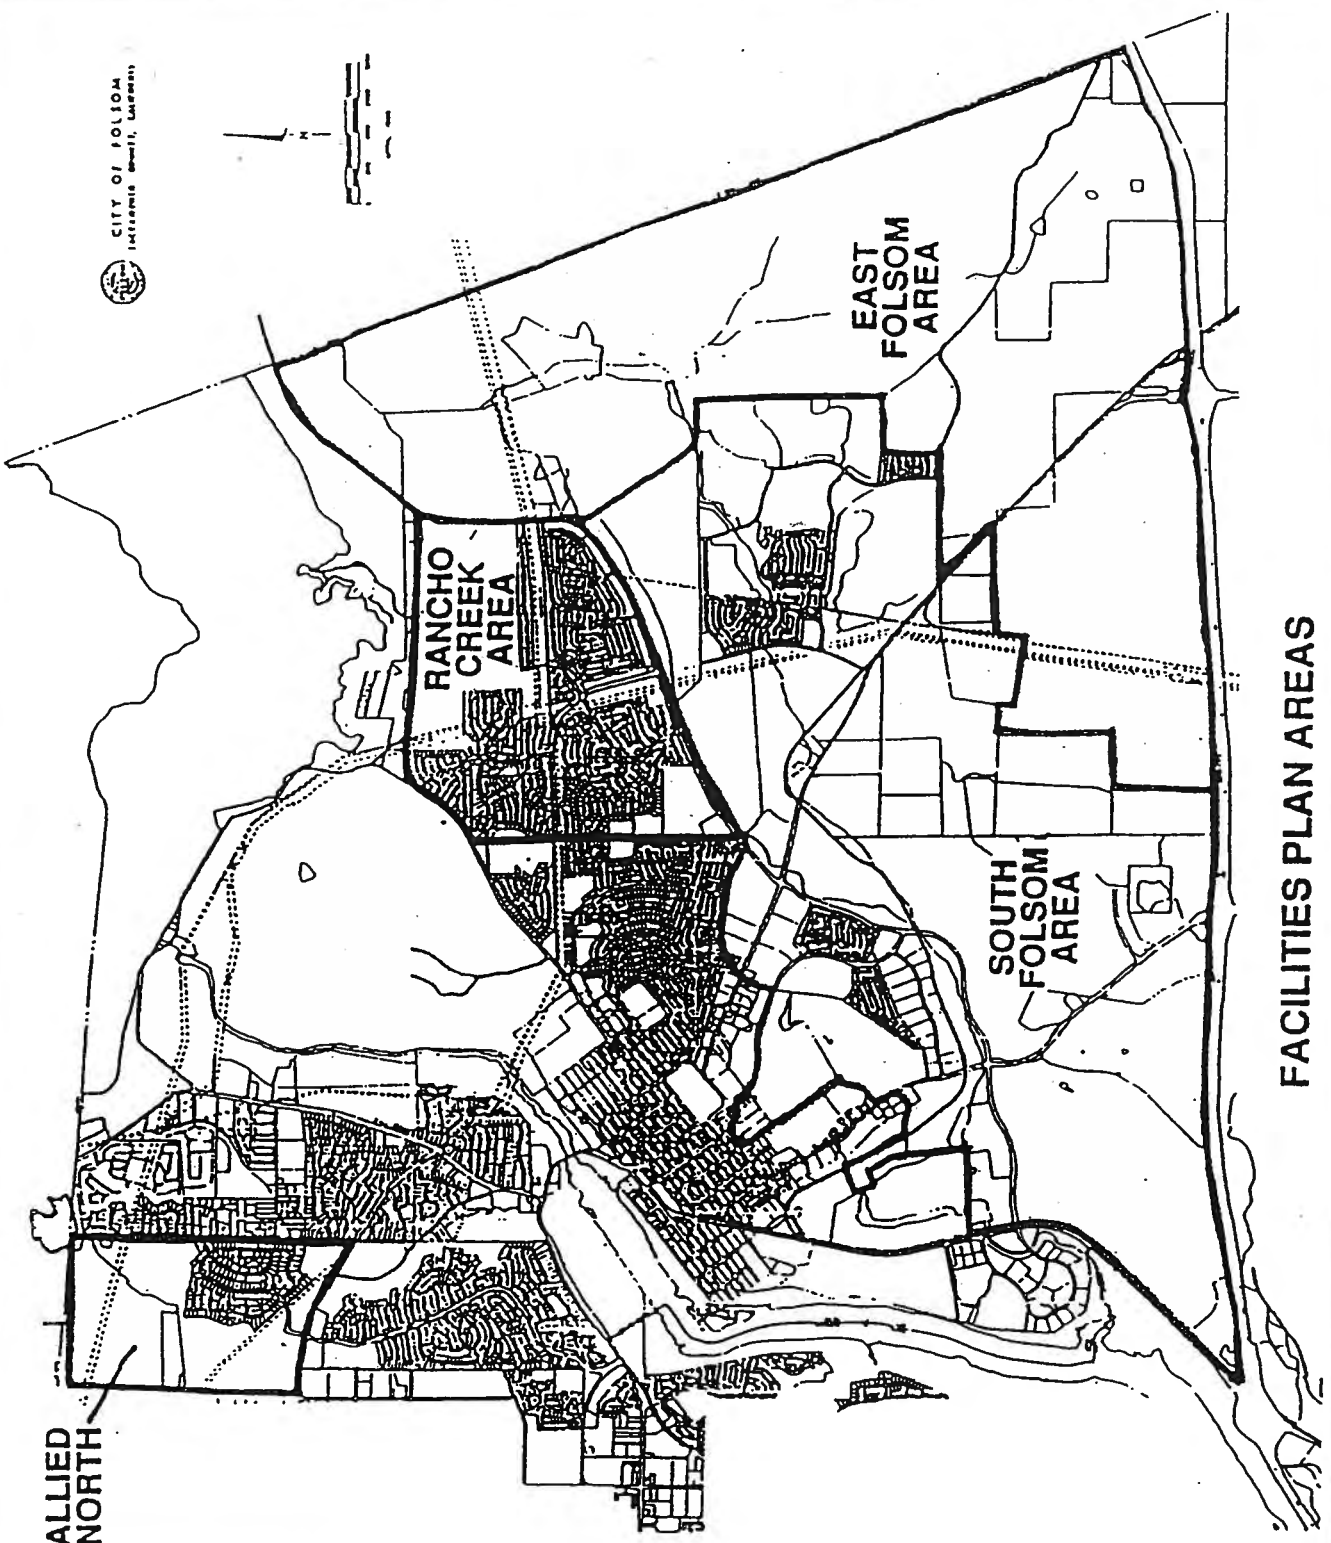 CITY OF FOLSOM
N
ALLIED
NORTH
RANCHO
CREEK
AREA
EAST
FOLSOM
AREA
SOUTH
FOLSOM
AREA
FACILITIES PLAN AREAS